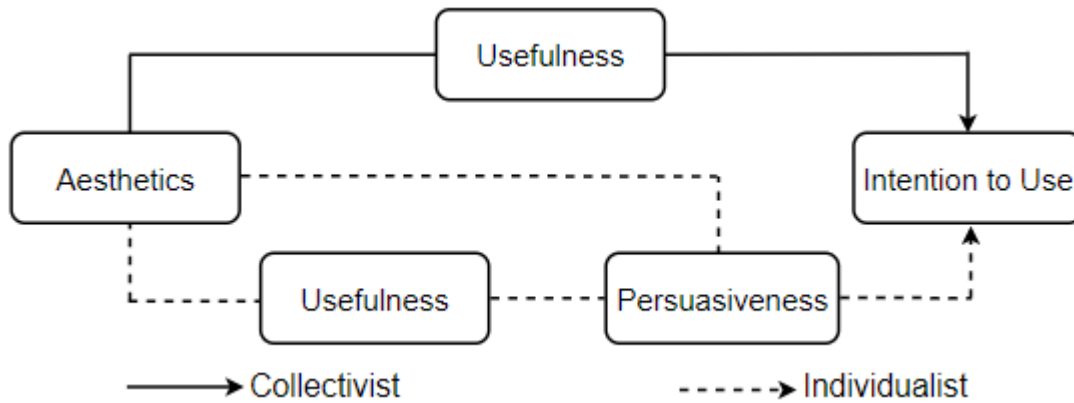 Usefulness
Aesthetics
Intention to Use
Usefulness
Persuasiveness
Collectivist
Individualist